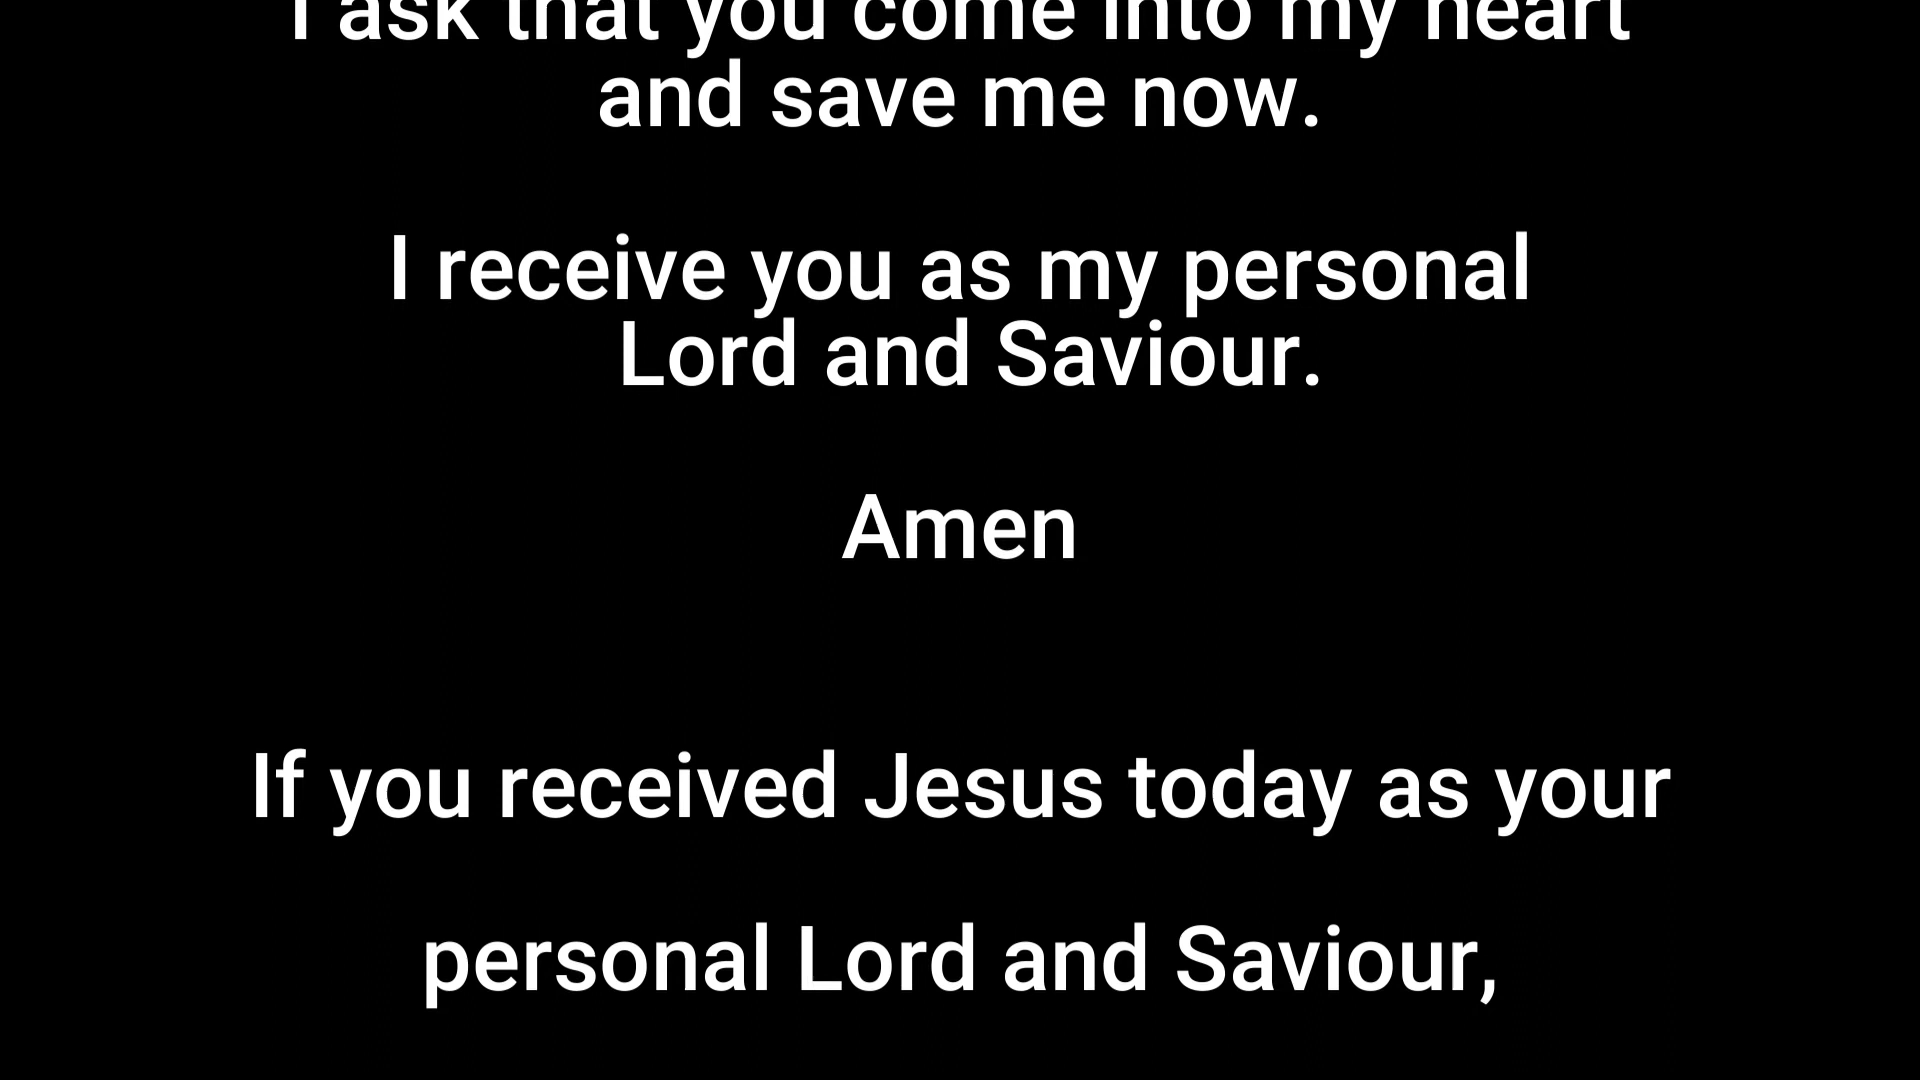 I ask that you come into my heart
and save me now.
I receive you as my personal
Lord and Saviour.
Amen
If you received Jesus today as your
personal Lord and Saviour,